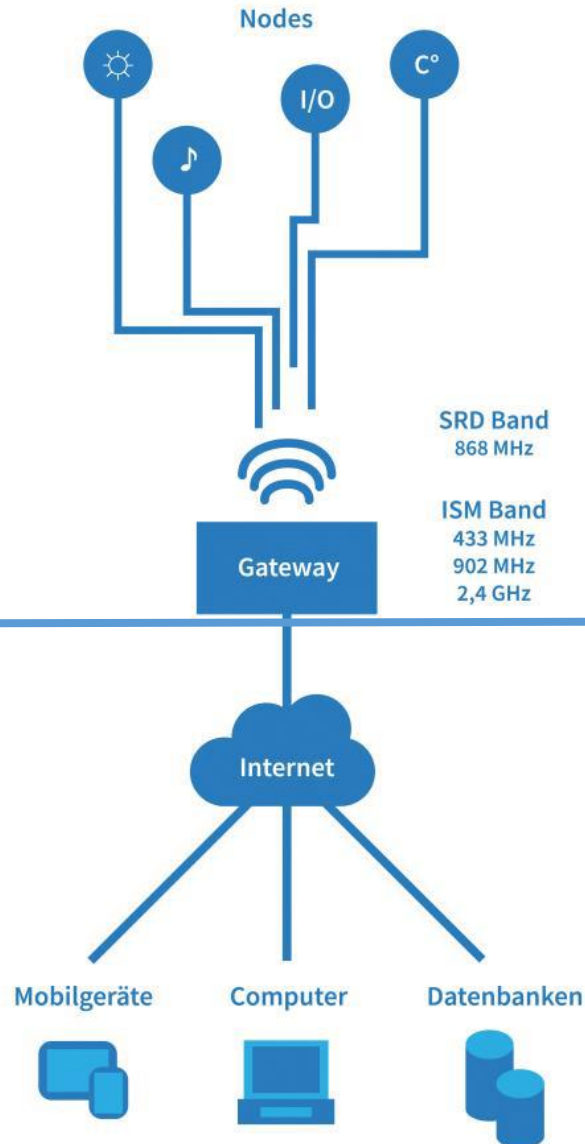 Nodes
C°
I/O
SRD Band
868 MHz
ISM Band
433 MHz
902 MHz
2,4 GHz
Gateway
Internet
Mobilgeräte
Computer
Datenbanken